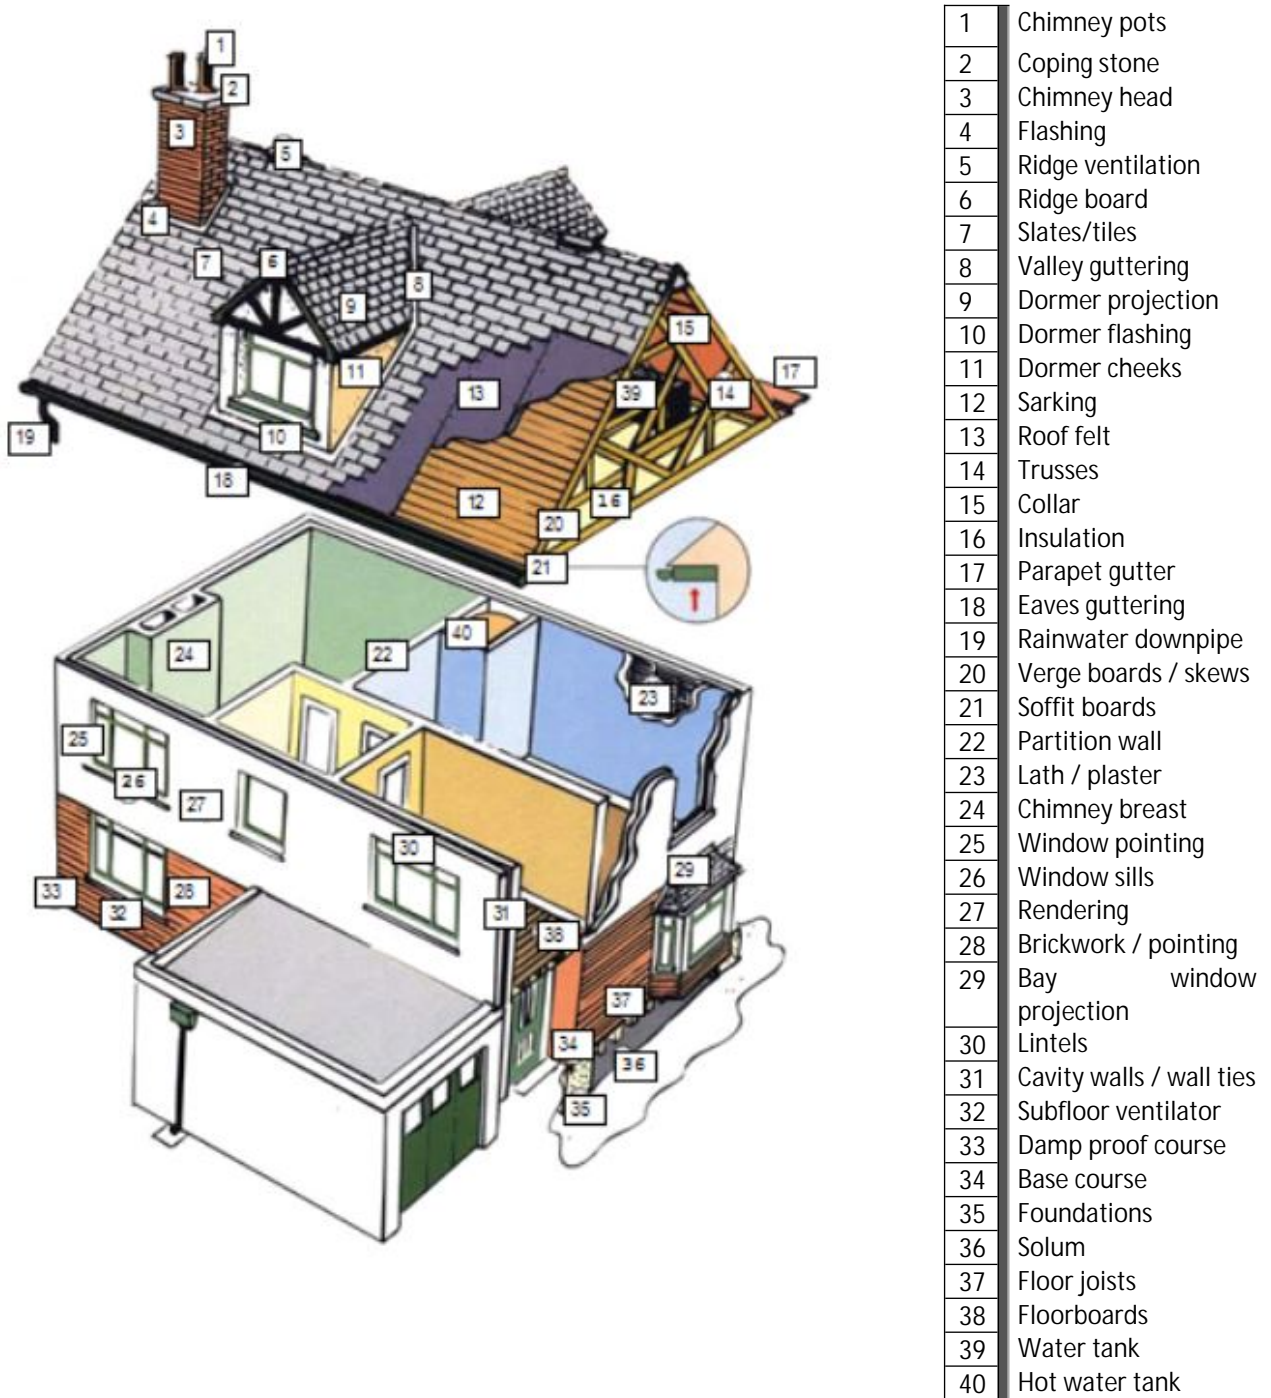 1
2
3
5
4
6
7
8
9
15
11
17
13
39
14
19
10
18
12
16
20
21
40
24
22
23
25
26
27
30
29
33
28
32
31
38
37
34
36
35
1 Chimney pots
2 Coping stone
3 Chimney head
4 Flashing
5 Ridge ventilation
6 Ridge board
7 Slates/tiles
8 Valley guttering
9 Dormer projection
10 Dormer flashing
11 Dormer cheeks
12 Sarking
13 Roof felt
14 Trusses
15 Collar
16 Insulation
17 Parapet gutter
18 Eaves guttering
19 Rainwater downpipe
20 Verge boards / skews
21 Soffit boards
22 Partition wall
23 Lath / plaster
24 Chimney breast
25 Window pointing
26 Window sills
27 Rendering
28 Brickwork / pointing
29 Bay window
projection
30 Lintels
31 Cavity walls / wall ties
32 Subfloor ventilator
33 Damp proof course
34 Base course
35 Foundations
36 Solum
37 Floor joists
38 Floorboards
39 Water tank
40 Hot water tank